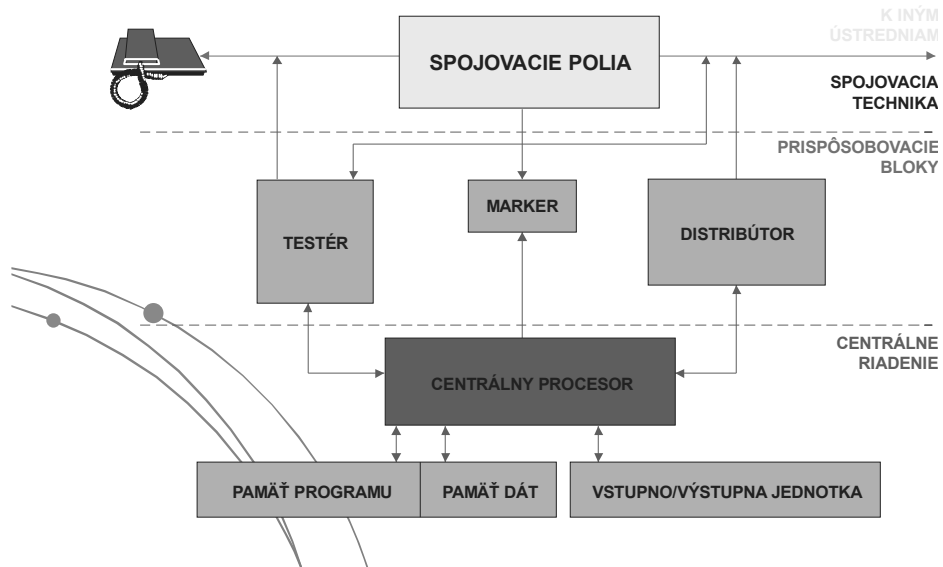 K INÝM
ÚSTREDNIAM
SPOJOVACIE POLIA
SPOJOVACIA
TECHNIKA
PRISPÔSOBOVACIE
BLOKY
TESTÉR
MARKER
DISTRIBÚTOR
CENTRÁLNE
RIADENIE
CENTRÁLNY PROCESOR
PAMÄŤ PROGRAMU
PAMÄŤ DÁT
VSTUPNO/VÝSTUPNA JEDNOTKA